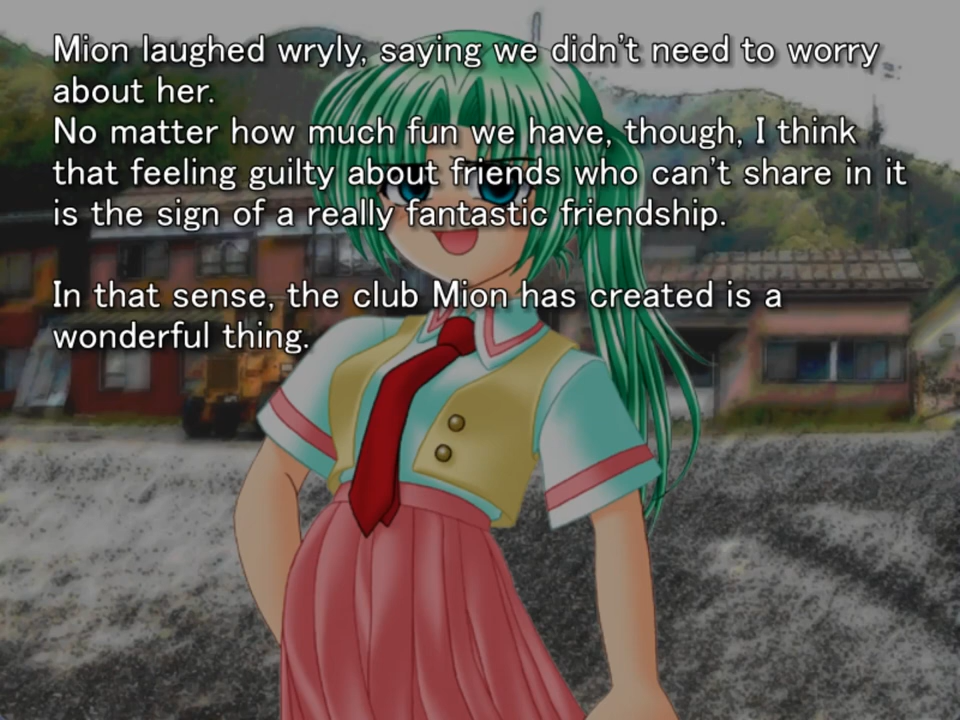 Mion laughed wryly, saying we didn't need to worry
about her.
No matter how much fun we have, though, I think
that feeling guilty about friends who can't share in it
is the sign of a really fantastic friendship.
In that sense, the club Mion has created is a
wonderful thing.